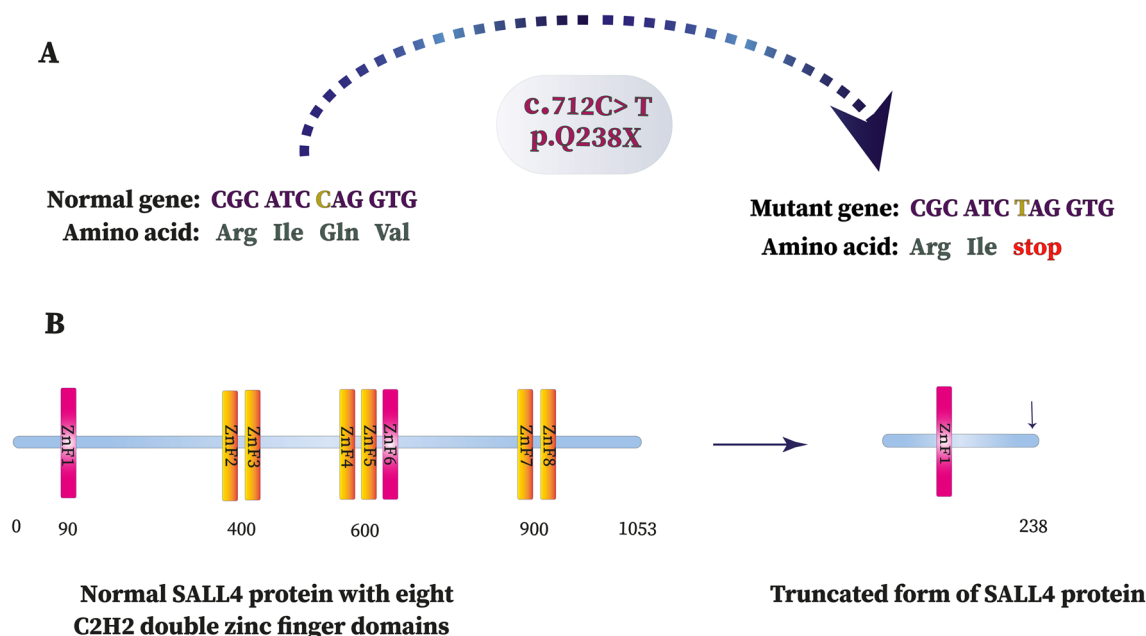 A
c.712C> T
p.Q238X
Normal gene: CGC ATC CAG GTG
Amino acid: Arg Ile Gln Val
Mutant gene: CGC ATC TAG GTG
Amino acid: Arg Ile stop
B
ZnF1 ZnF2 ZnF3 ZnF4 ZnF5 ZnF6 ZnF7 ZnF8
0 90 400 600 900 1053
Normal SALL4 protein with eight
C2H2 double zinc finger domains
ZnF1
238
Truncated form of SALL4 protein